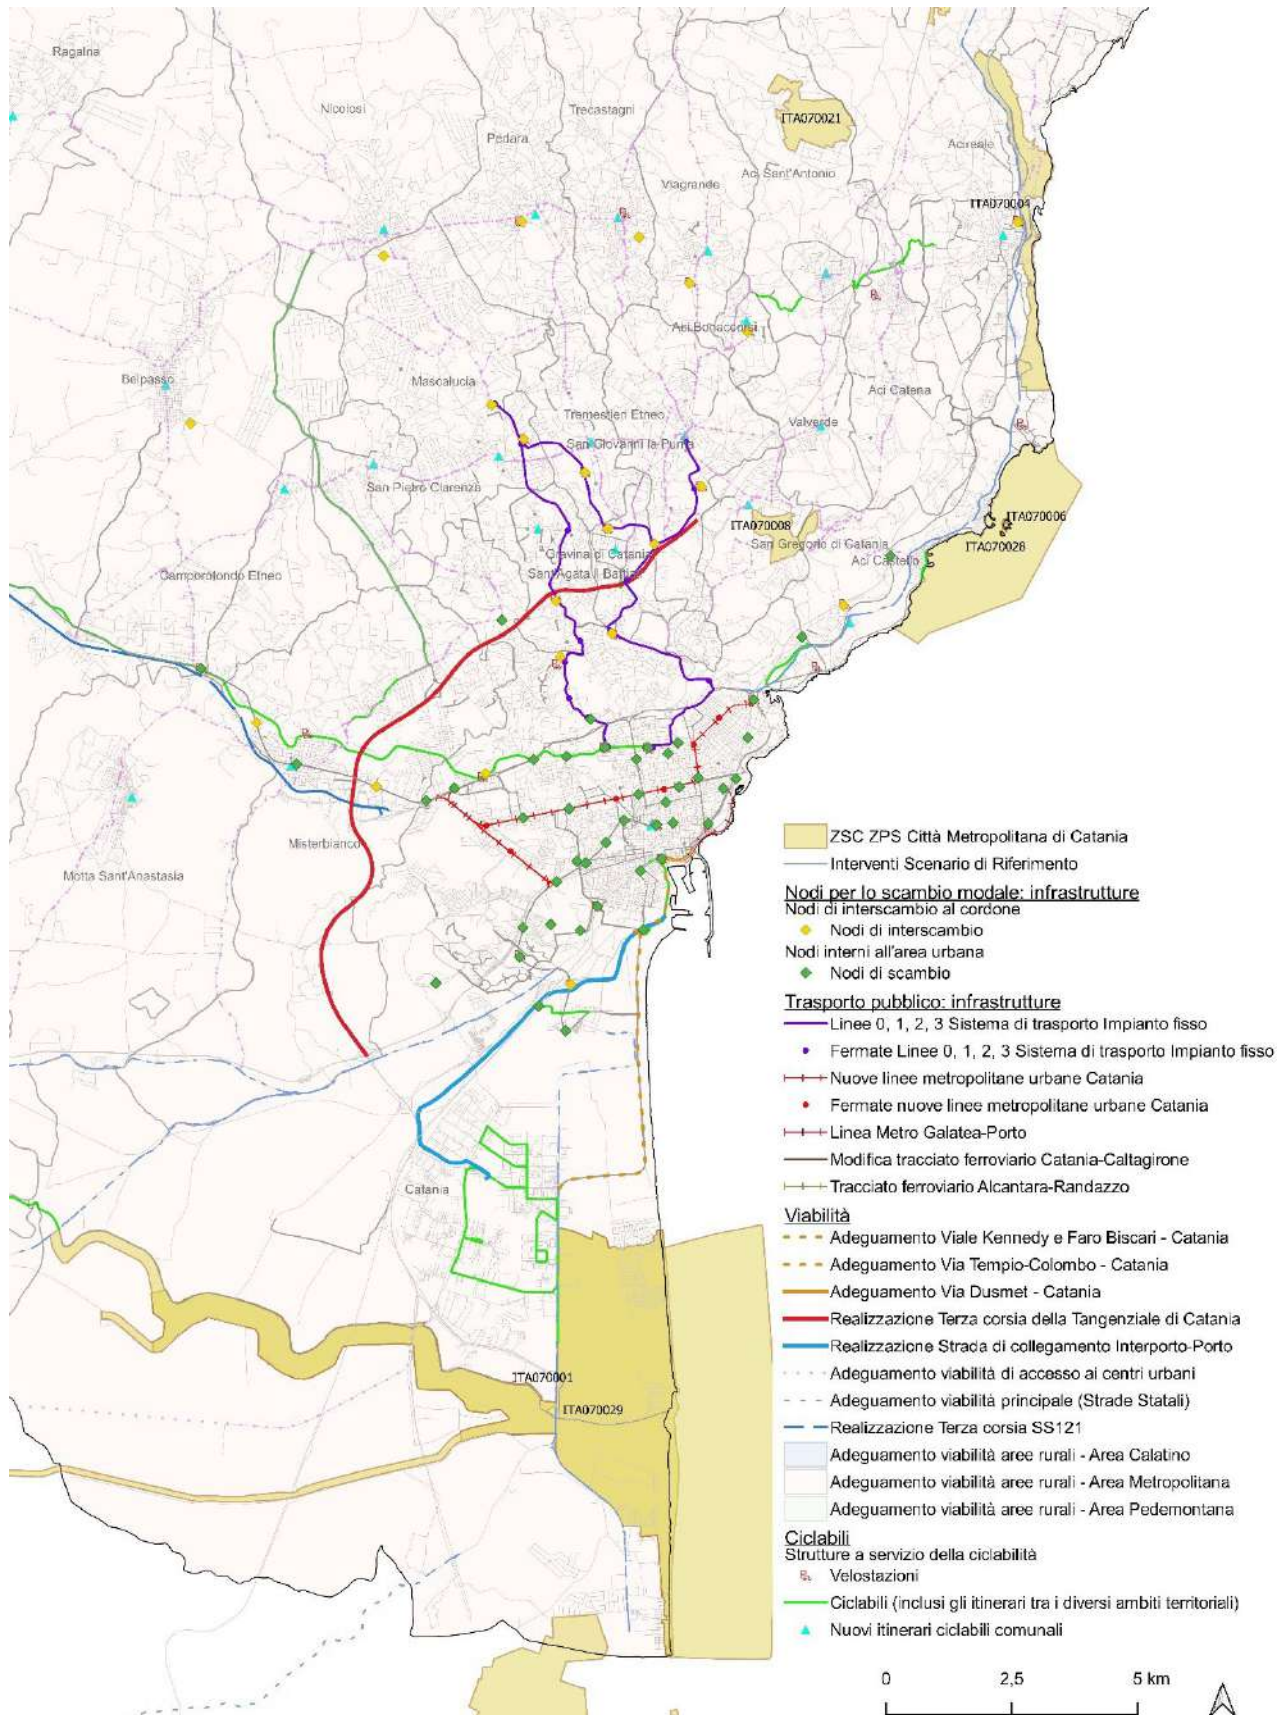 Ragalna
Nicolosi
Trecastagni
Pedara
ITA070021
Acireale
Aci Sant'Antonio
Viagrande
ITA070004
Aci Bonaccorsi
Belpasso
Mascalucia
Aci Catena
Tremestieri Etneo
Valverde
San Giovanni la Punta
San Pietro Clarenza
ITA070006
ITA070008
San Gregorio di Catania
ITA070028
Gravina di Catania
Aci Castello
Sant'Agata li Battiati
Camporotondo Etneo
Misterbianco
Motta Sant'Anastasia
Catania
ITA070001
ITA070029
ZSC ZPS Città Metropolitana di Catania
Interventi Scenario di Riferimento
Nodi per lo scambio modale: infrastrutture
Nodi di interscambio al cordone
Nodi di interscambio
Nodi interni all'area urbana
Nodi di scambio
Trasporto pubblico: infrastrutture
Linee 0, 1, 2, 3 Sistema di trasporto Impianto fisso
Fermate Linee 0, 1, 2, 3 Sistema di trasporto Impianto fisso
Nuove linee metropolitane urbane Catania
Fermate nuove linee metropolitane urbane Catania
Linea Metro Galatea-Porto
Modifica tracciato ferroviario Catania-Caltagirone
Tracciato ferroviario Alcantara-Randazzo
Viabilità
Adeguamento Viale Kennedy e Faro Biscari - Catania
Adeguamento Via Tempio-Colombo - Catania
Adeguamento Via Dusmet - Catania
Realizzazione Terza corsia della Tangenziale di Catania
Realizzazione Strada di collegamento Interporto-Porto
Adeguamento viabilità di accesso ai centri urbani
Adeguamento viabilità principale (Strade Statali)
Realizzazione Terza corsia SS121
Adeguamento viabilità aree rurali - Area Calatino
Adeguamento viabilità aree rurali - Area Metropolitana
Adeguamento viabilità aree rurali - Area Pedemontana
Ciclabili
Strutture a servizio della ciclabilità
Velostazioni
Ciclabili (inclusi gli itinerari tra i diversi ambiti territoriali)
Nuovi itinerari ciclabili comunali
0 2,5 5 km